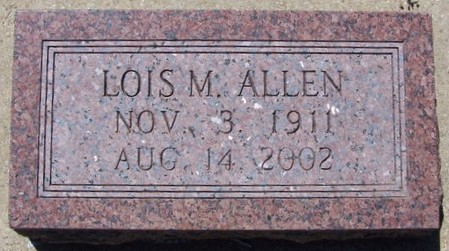 LOIS M. ALLEN
NOV 3 1911
AUG 14 2002